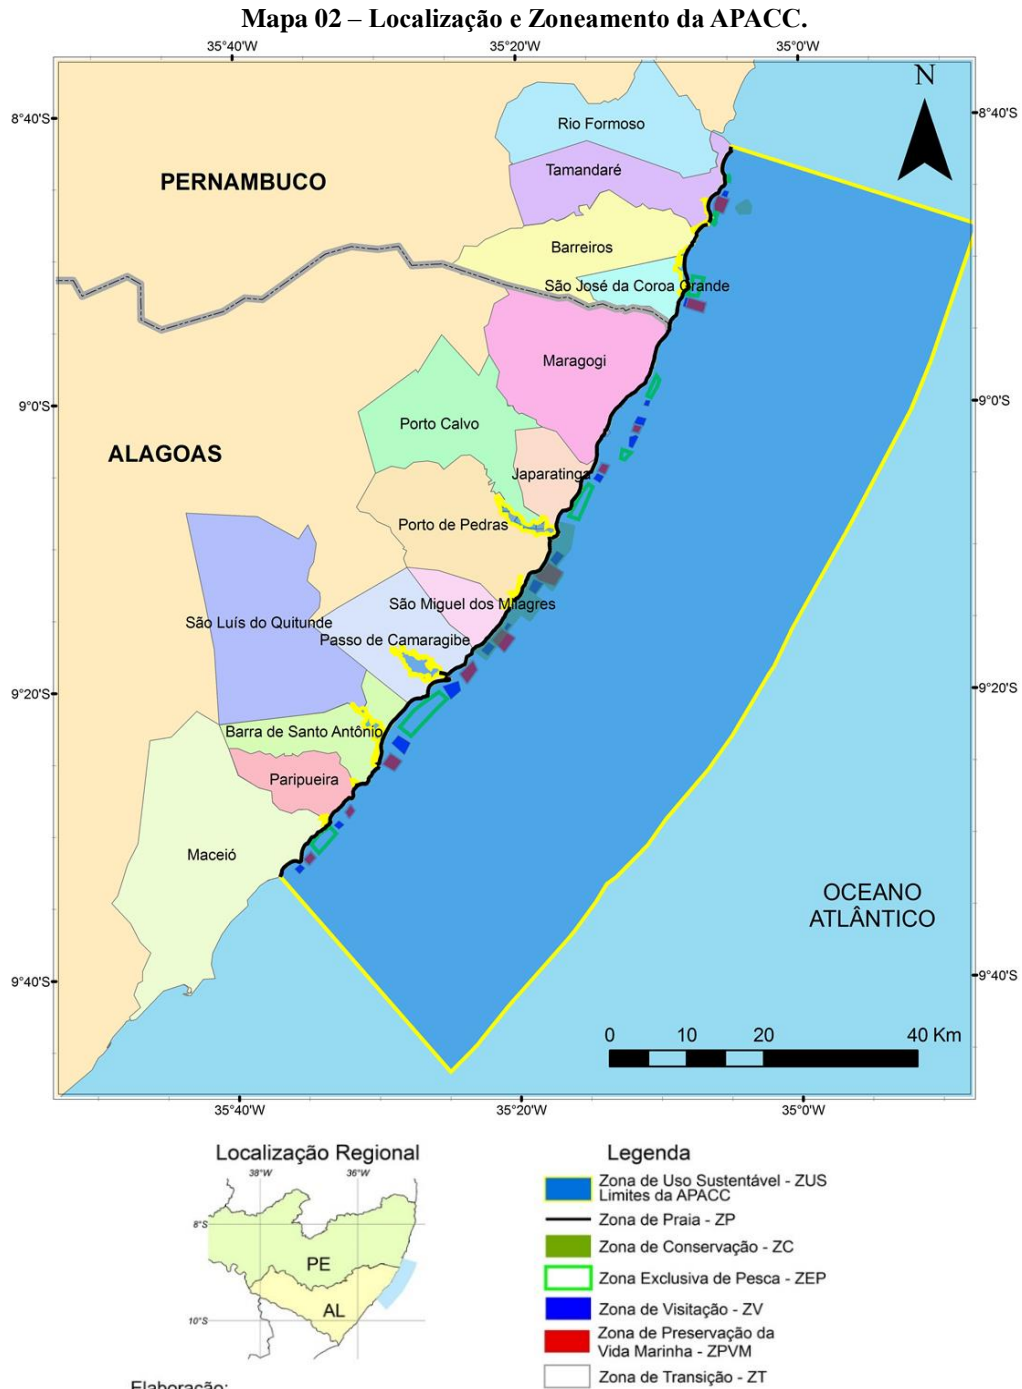 Mapa 02 – Localização e Zoneamento da APACC.
35°40'W
35°20'W
35°0'W
N
8°40'S
8°40'S
Rio Formoso
Tamandaré
PERNAMBUCO
Barreiros
São José da Coroa Grande
Maragogi
9°0'S
9°0'S
Porto Calvo
ALAGOAS
Japaratinga
Porto de Pedras
São Miguel dos Milagres
São Luís do Quitunde
Passo de Camaragibe
9°20'S
9°20'S
Barra de Santo Antônio
Paripueira
Maceió
OCEANO
ATLÂNTICO
9°40'S
9°40'S
0 10 20 40 Km
35°40'W
35°20'W
35°0'W
Localização Regional
38°W
36°W
8°S
PE
AL
10°S
Elaboração:
Legenda
Zona de Uso Sustentável - ZUS
Limites da APACC
Zona de Praia - ZP
Zona de Conservação - ZC
Zona Exclusiva de Pesca - ZEP
Zona de Visitação - ZV
Zona de Preservação da
Vida Marinha - ZPVM
Zona de Transição - ZT